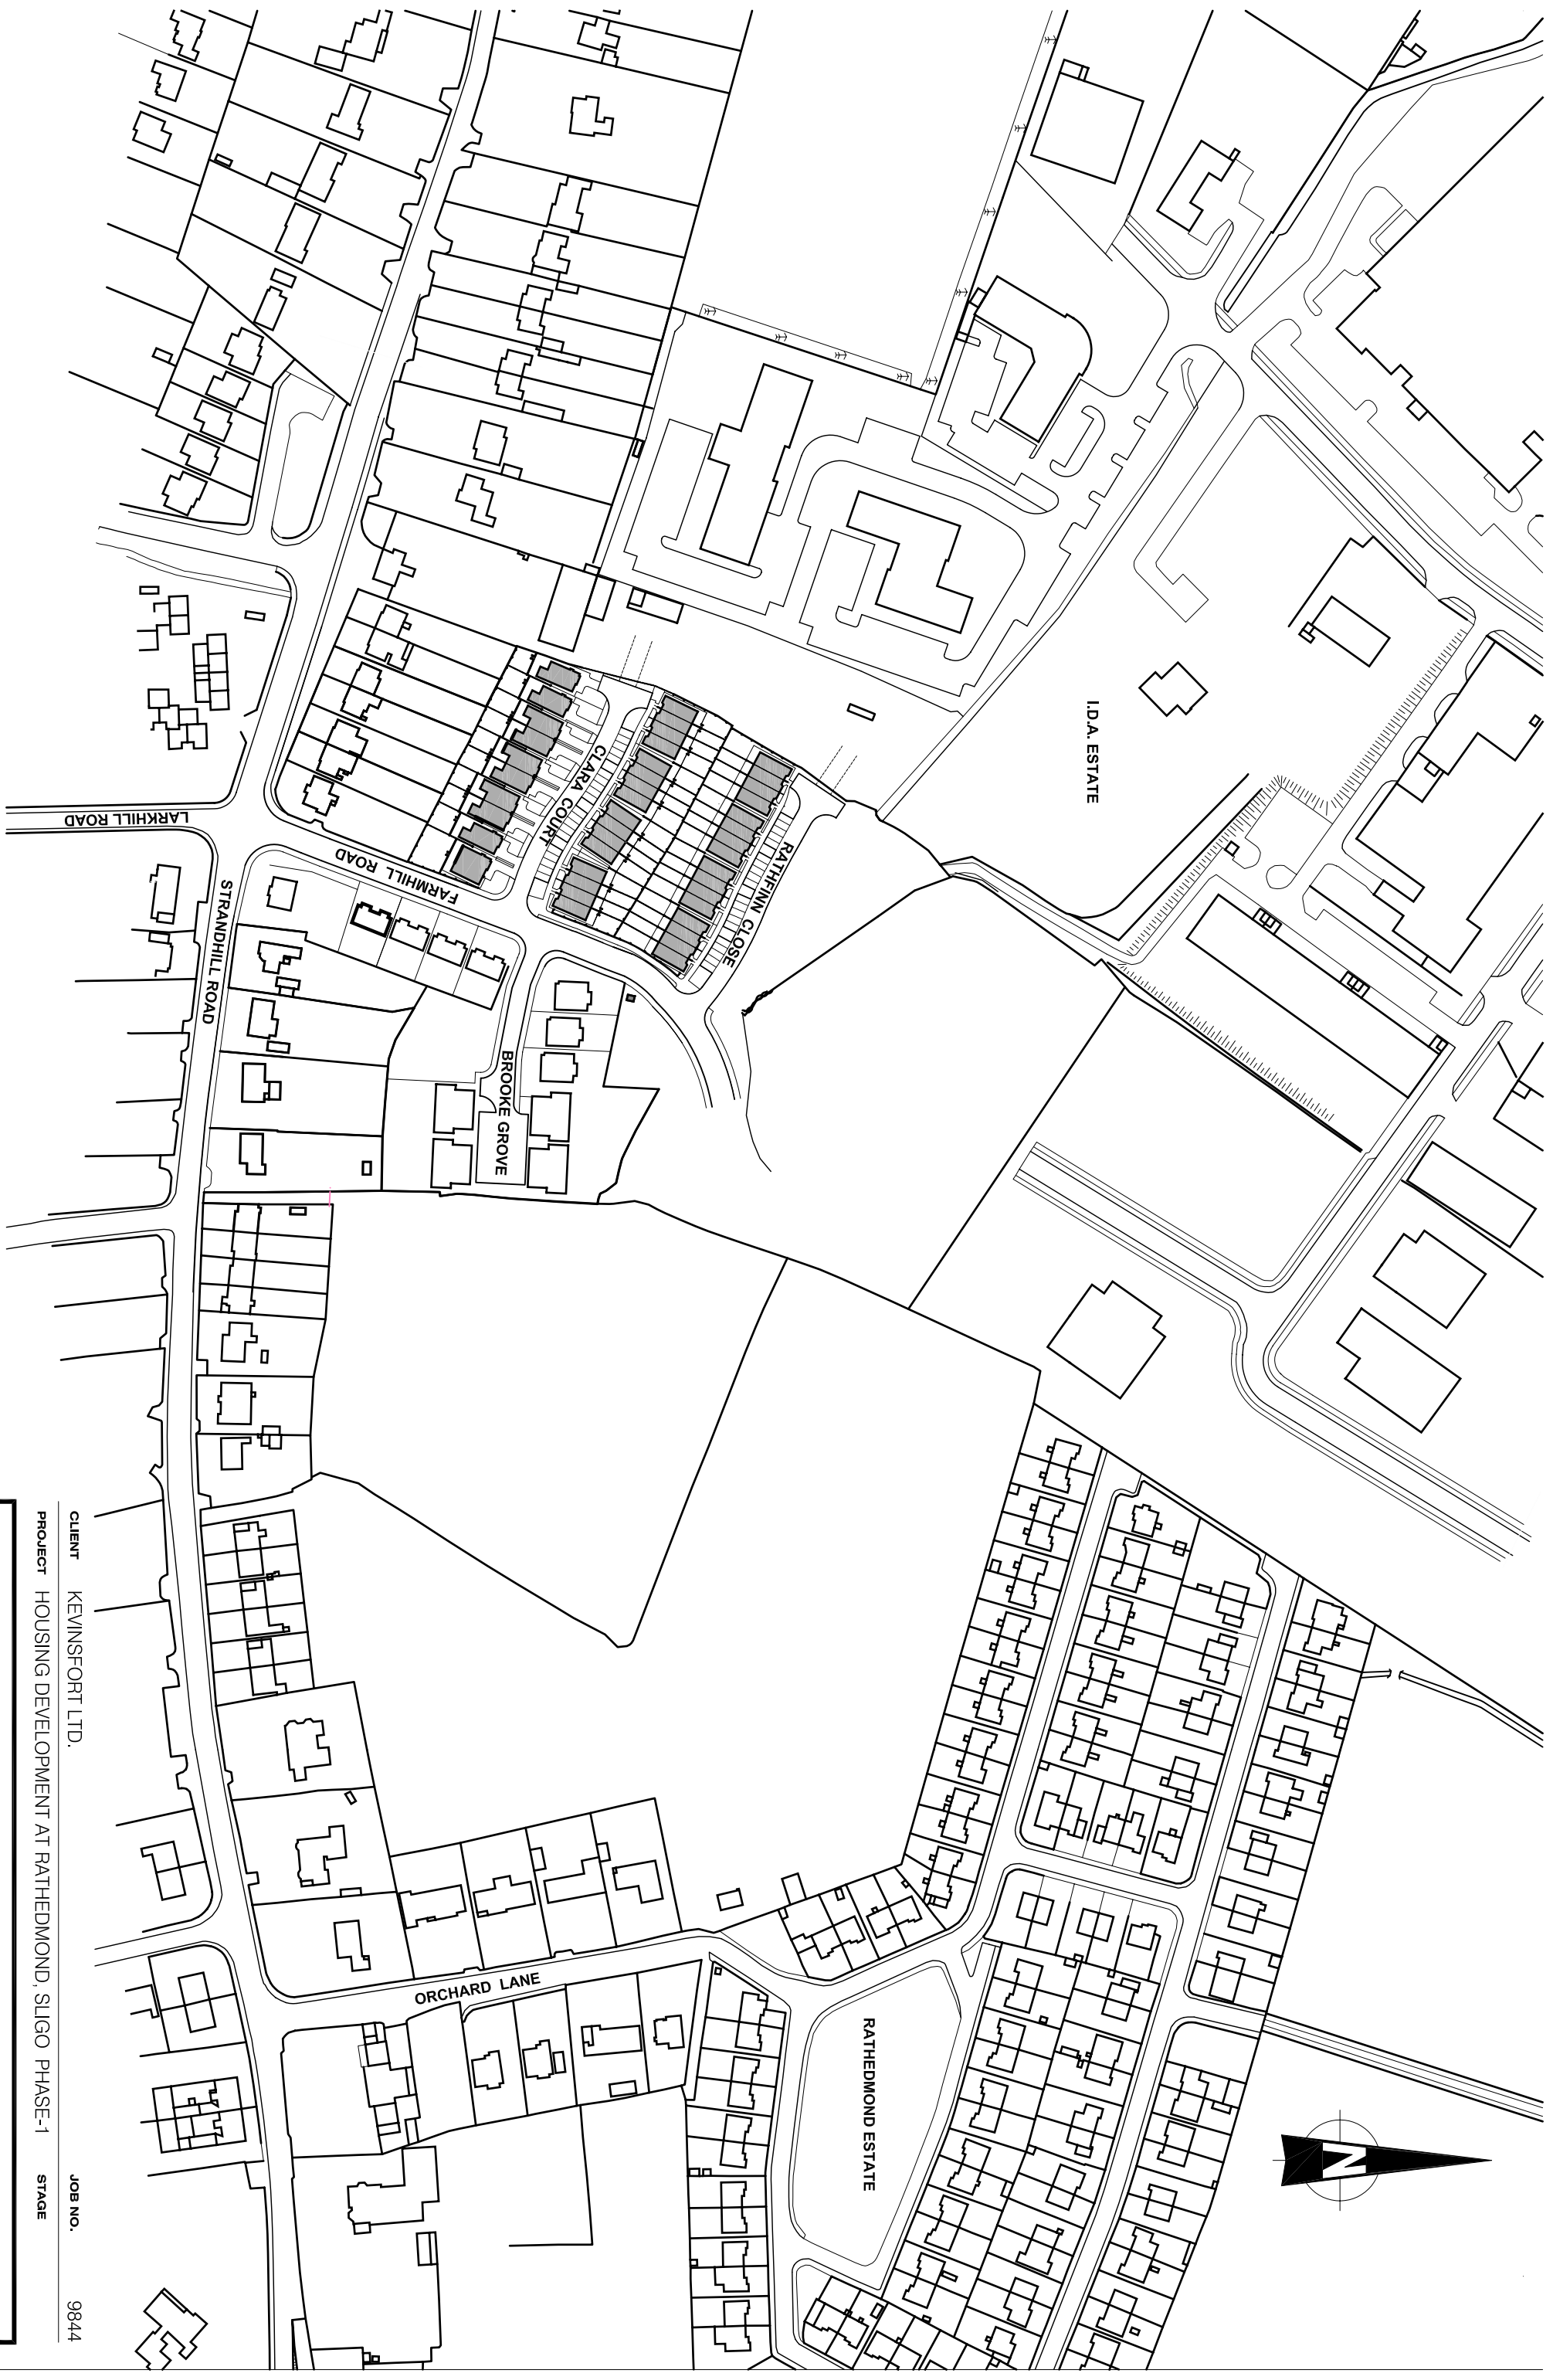 I.D.A. ESTATE
CLARA COURT
RATHFINN CLOSE
FARMHILL ROAD
LARKHILL ROAD
STRANDHILL ROAD
BROOKE GROVE
ORCHARD LANE
RATHEDMOND ESTATE
N
CLIENT KEVINSFORT LTD. JOB NO. 9844
PROJECT HOUSING DEVELOPMENT AT RATHEDMOND, SLIGO PHASE-1 STAGE